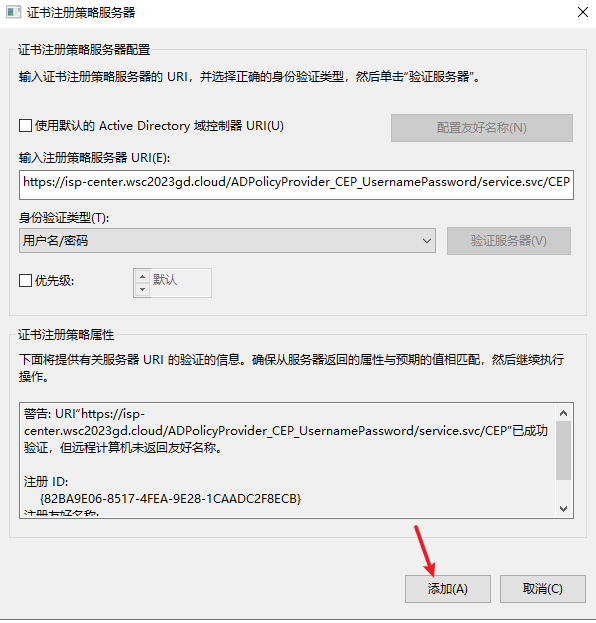 证书注册策略服务器
证书注册策略服务器配置
输入证书注册策略服务器的 URI，并选择正确的身份验证类型，然后单击“验证服务器”。
使用默认的 Active Directory 域控制器 URI(U)
配置友好名称(N)
输入注册策略服务器 URI(E):
https://isp-center.wsc2023gd.cloud/ADPolicyProvider_CEP_UsernamePassword/service.svc/CEP
身份验证类型(T):
用户名/密码
验证服务器(V)
优先级:
默认
证书注册策略属性
下面将提供有关服务器 URI 的验证的信息。确保从服务器返回的属性与预期的值相匹配，然后继续执行
操作。
警告: URI“https://isp-
center.wsc2023gd.cloud/ADPolicyProvider_CEP_UsernamePassword/service.svc/CEP”已成功
验证，但远程计算机未返回友好名称。
注册 ID:
{82BA9E06-8517-4FEA-9E28-1CAADC2F8ECB}
注册友好名称:
添加(A)
取消(C)